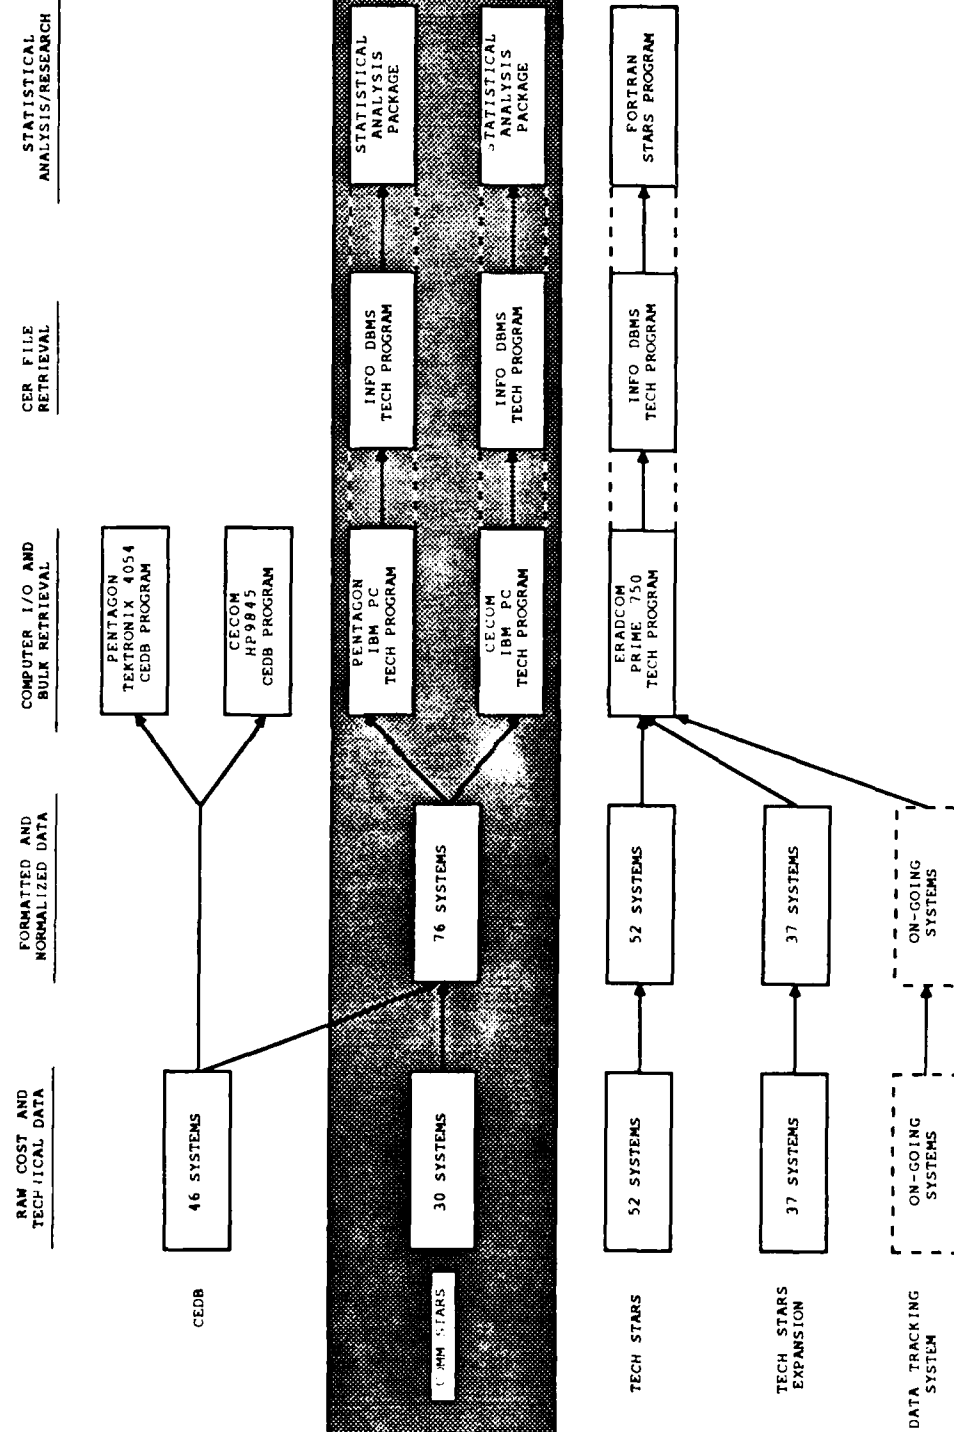 RAW COST AND
TECHNICAL DATA
FORMATTED AND
NORMALIZED DATA
COMPUTER I/O AND
BULK RETRIEVAL
CER FILE
RETRIEVAL
STATISTICAL
ANALYSIS/RESEARCH
CEDB
46 SYSTEMS
PENTAGON
TEKTRONIX 4054
CEDB PROGRAM
CECOM
HP9845
CEDB PROGRAM
COMM STARS
30 SYSTEMS
76 SYSTEMS
PENTAGON
IBM PC
TECH PROGRAM
INFO DBMS
TECH PROGRAM
STATISTICAL
ANALYSIS
PACKAGE
CECOM
IBM PC
TECH PROGRAM
INFO DBMS
TECH PROGRAM
STATISTICAL
ANALYSIS
PACKAGE
TECH STARS
52 SYSTEMS
52 SYSTEMS
ERADCOM
PRIME 750
TECH PROGRAM
INFO DBMS
TECH PROGRAM
FORTRAN
STARS PROGRAM
TECH STARS
EXPANSION
37 SYSTEMS
37 SYSTEMS
DATA TRACKING
SYSTEM
ON-GOING
SYSTEMS
ON-GOING
SYSTEMS